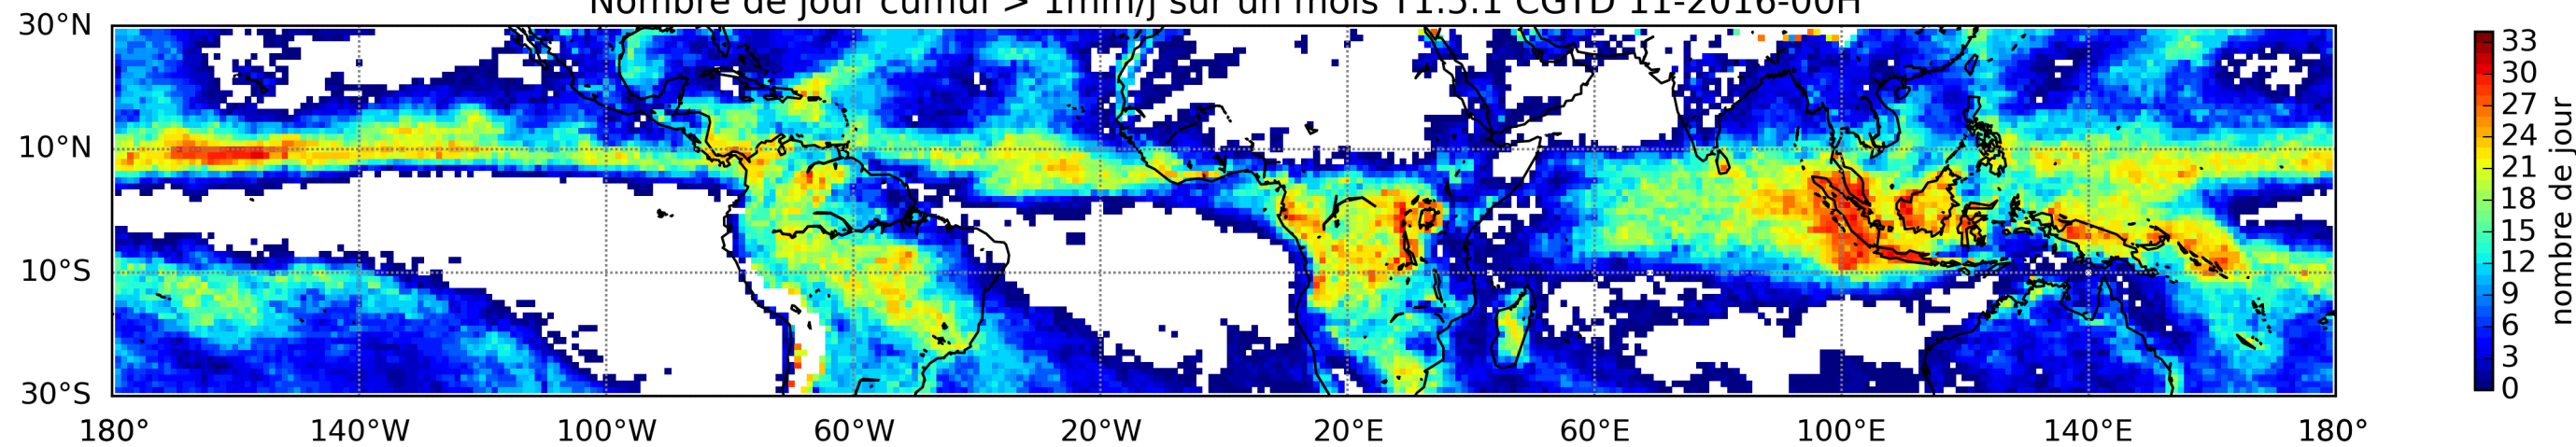 Nombre de jour cumul > 1mm/j sur un mois T1.5.1 CGTD 11-2016-00H
30°N
10°N
10°S
30°S
180° 140°W 100°W 60°W 20°W 20°E 60°E 100°E 140°E 180°
33
30
27
24
21
18
15
12
9
6
3
0
nombre de jour